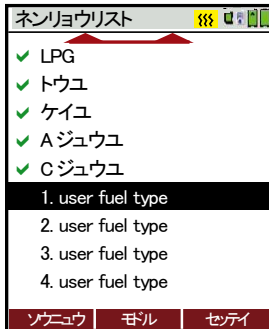 ネンリョウリスト
LPG
トウユ
ケイユ
Aジュウユ
Cジュウユ
1. user fuel type
2. user fuel type
3. user fuel type
4. user fuel type
ソウニュウ モドル セッテイ